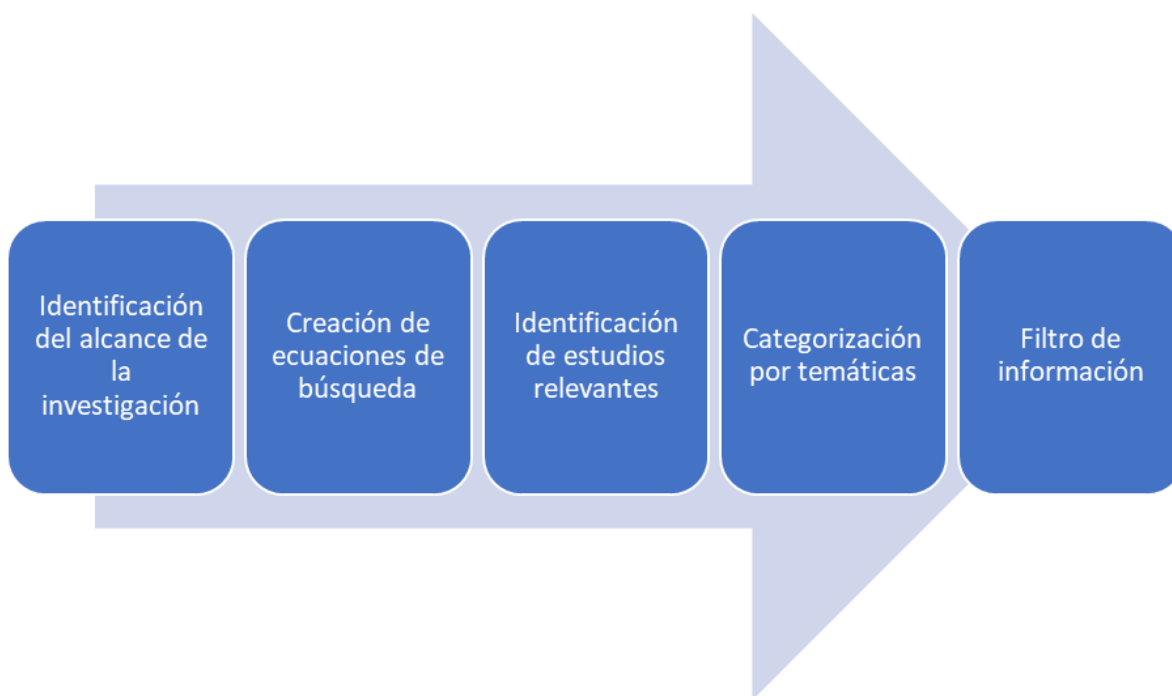 Identificación
del alcance de
la
investigación
Creación de
ecuaciones de
búsqueda
Identificación
de estudios
relevantes
Categorización
por temáticas
Filtro de
información